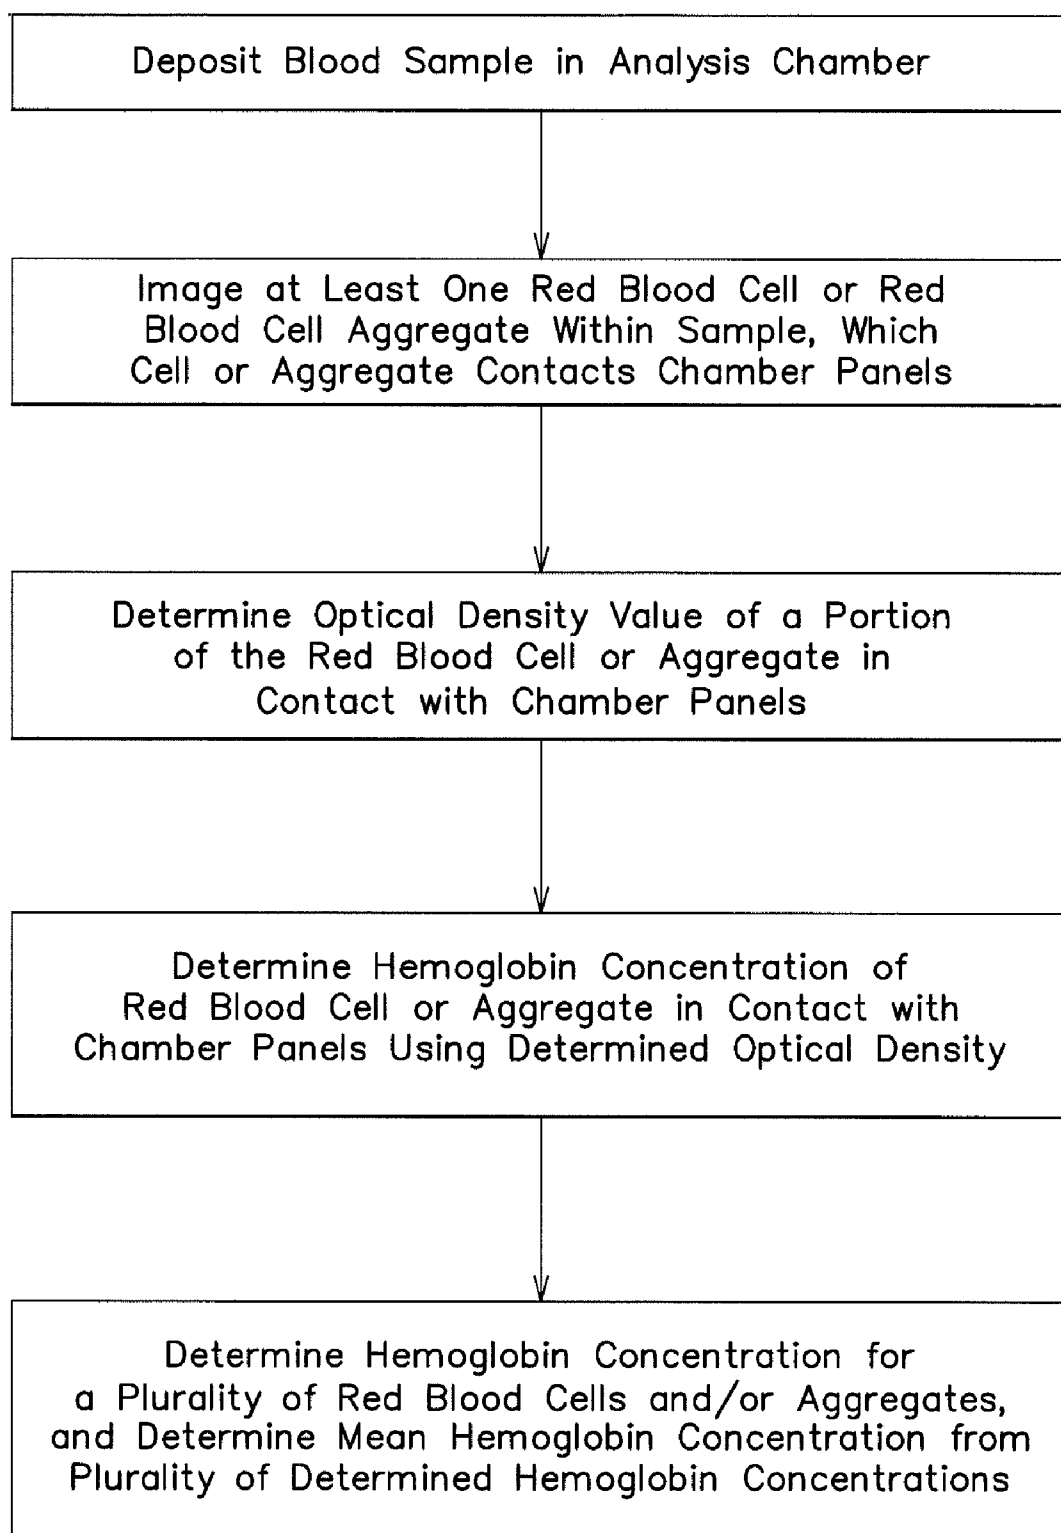 Deposit Blood Sample in Analysis Chamber
Image at Least One Red Blood Cell or Red
Blood Cell Aggregate Within Sample, Which
Cell or Aggregate Contacts Chamber Panels
Determine Optical Density Value of a Portion
of the Red Blood Cell or Aggregate in
Contact with Chamber Panels
Determine Hemoglobin Concentration of
Red Blood Cell or Aggregate in Contact with
Chamber Panels Using Determined Optical Density
Determine Hemoglobin Concentration for
a Plurality of Red Blood Cells and/or Aggregates,
and Determine Mean Hemoglobin Concentration from
Plurality of Determined Hemoglobin Concentrations